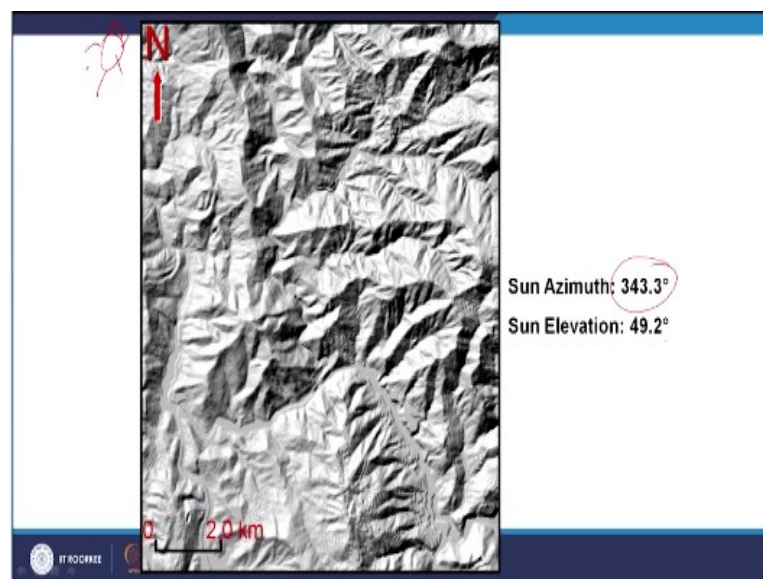 N
Sun Azimuth: 343.3°
Sun Elevation: 49.2°
0 2.0 km
IIT ROORKEE